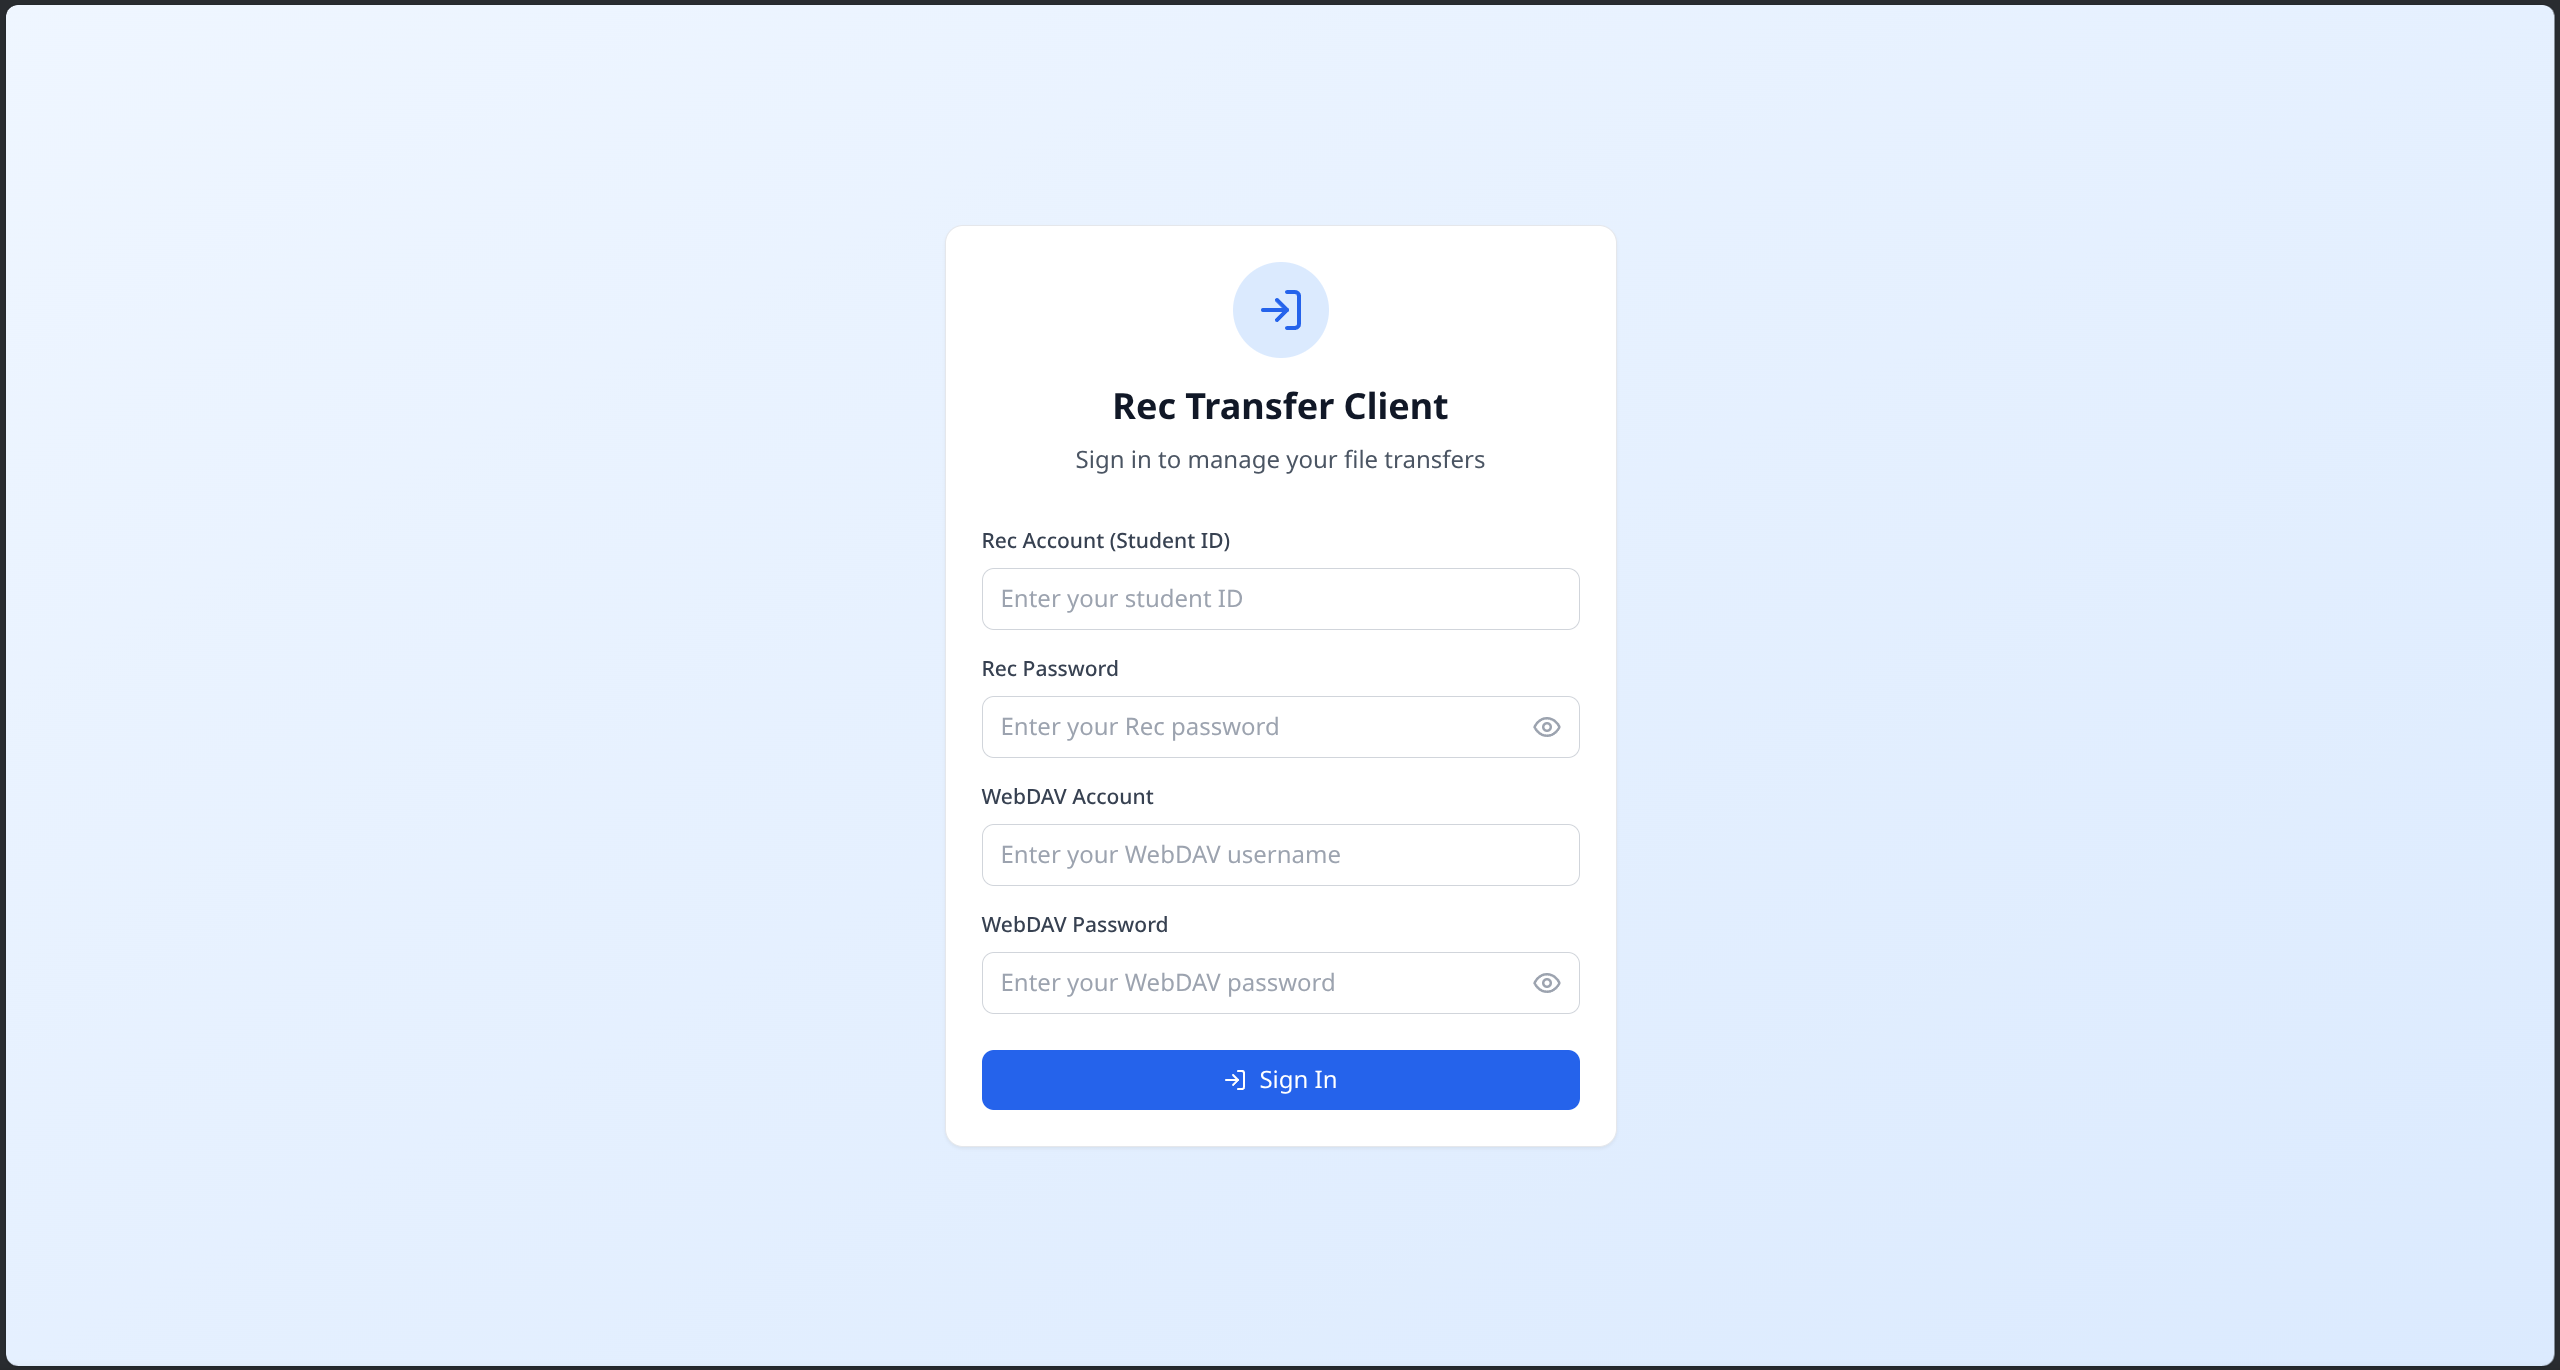 Rec Transfer Client
Sign in to manage your file transfers
Rec Account (Student ID)
Enter your student ID
Rec Password
Enter your Rec password
WebDAV Account
Enter your WebDAV username
WebDAV Password
Enter your WebDAV password
Sign In